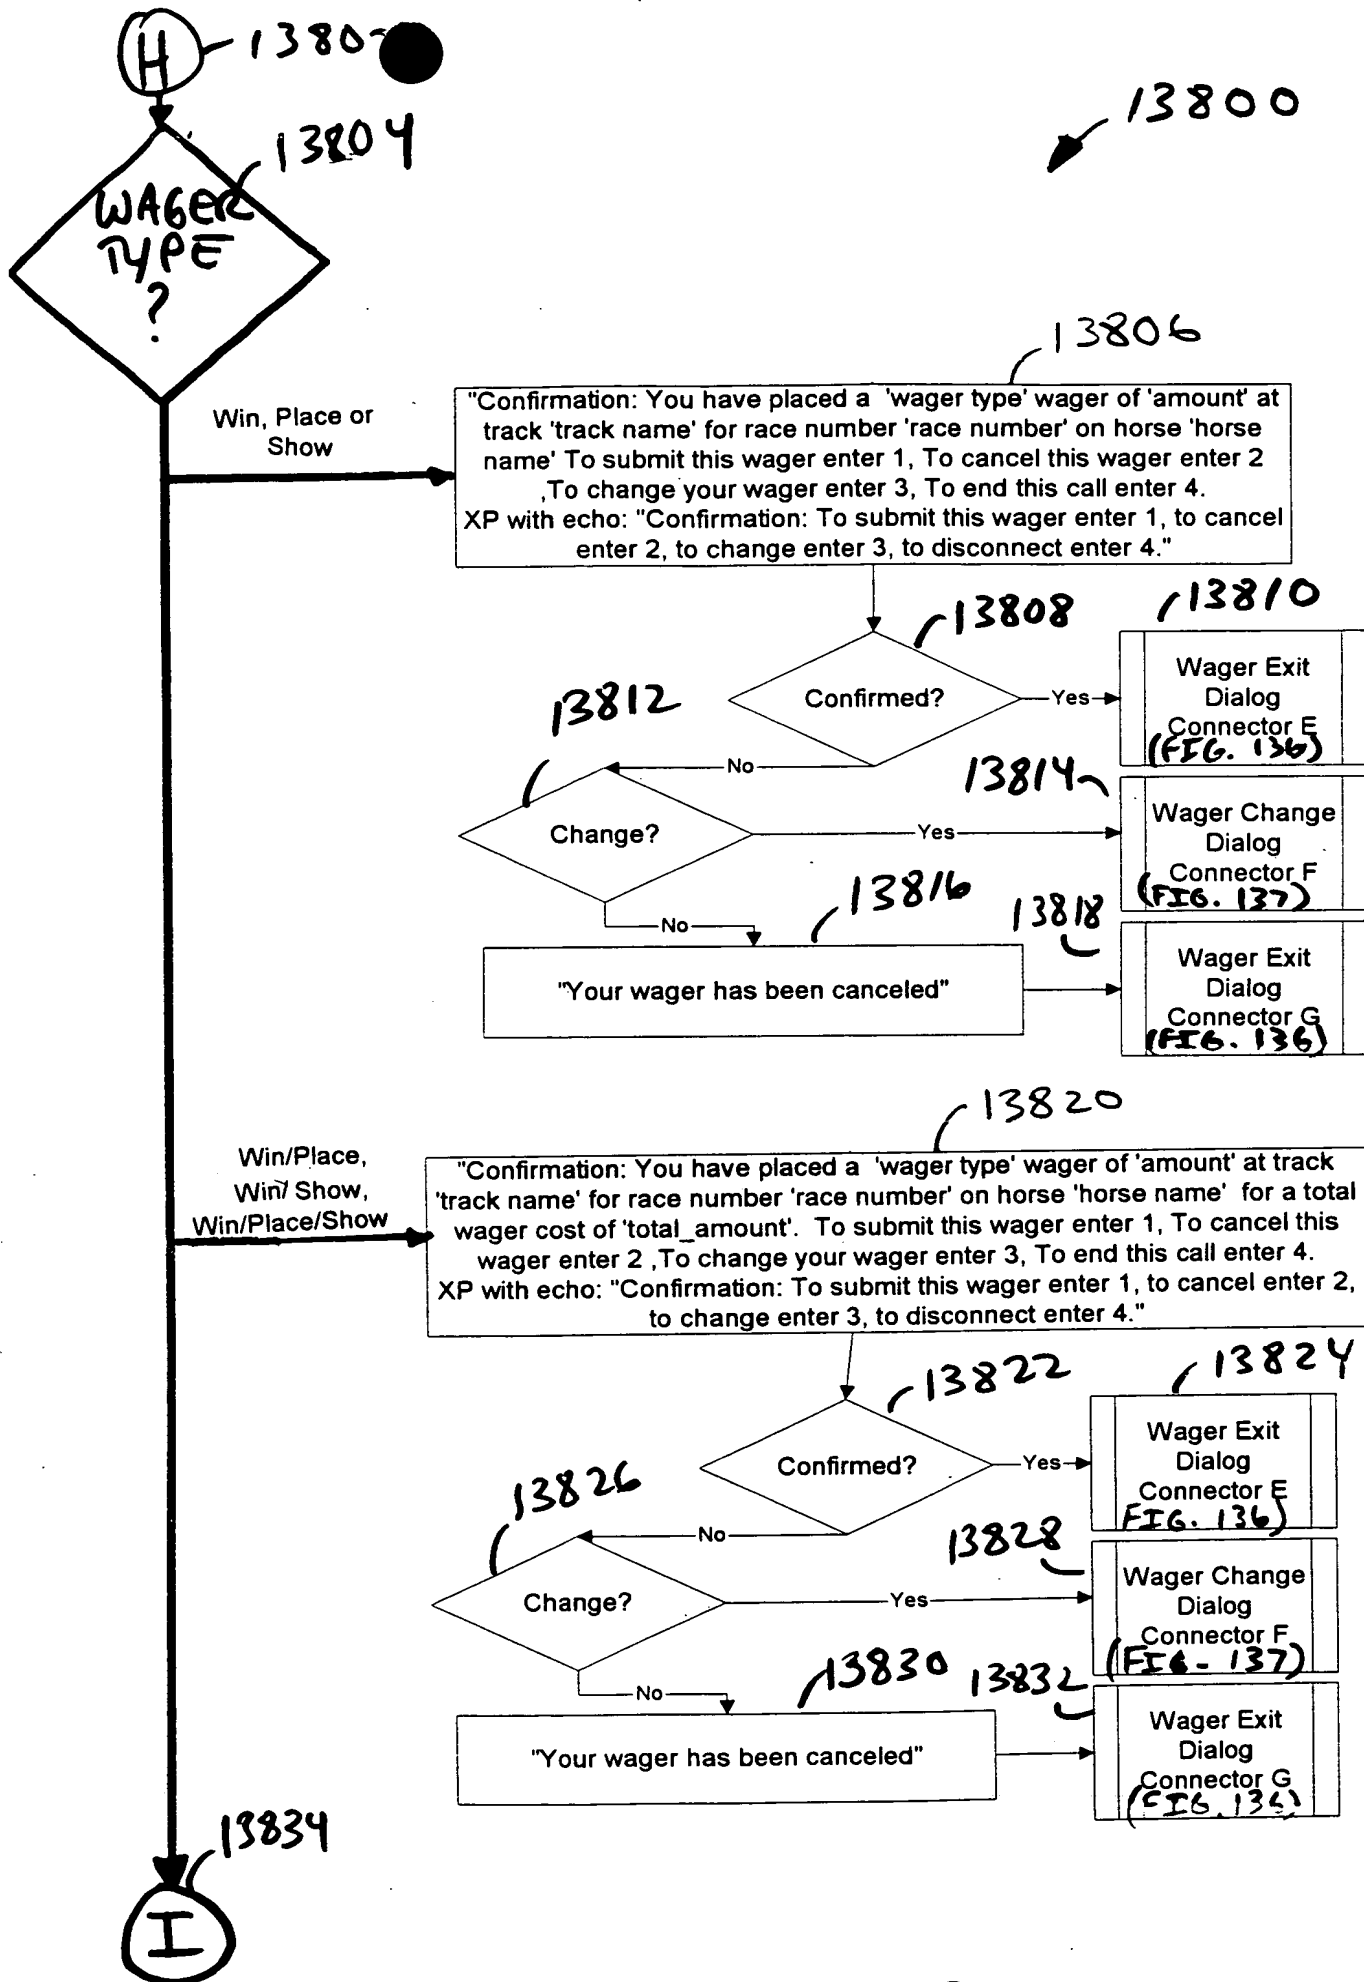 H
1380
13800
13804
WAGER
TYPE
?
13806
Win, Place or
Show
"Confirmation: You have placed a 'wager type' wager of 'amount' at
track 'track name' for race number 'race number' on horse 'horse
name' To submit this wager enter 1, To cancel this wager enter 2
,To change your wager enter 3, To end this call enter 4.
XP with echo: "Confirmation: To submit this wager enter 1, to cancel
enter 2, to change enter 3, to disconnect enter 4."
13808
13810
Confirmed?
Yes
Wager Exit
Dialog
Connector E
(FIG. 136)
13812
No
13814
Change?
Yes
Wager Change
Dialog
Connector F
(FIG. 137)
13816
13818
No
"Your wager has been canceled"
Wager Exit
Dialog
Connector G
(FIG. 136)
13820
Win/Place,
Win/ Show,
Win/Place/Show
"Confirmation: You have placed a 'wager type' wager of 'amount' at track
'track name' for race number 'race number' on horse 'horse name' for a total
wager cost of 'total_amount'. To submit this wager enter 1, To cancel this
wager enter 2 ,To change your wager enter 3, To end this call enter 4.
XP with echo: "Confirmation: To submit this wager enter 1, to cancel enter 2,
to change enter 3, to disconnect enter 4."
13822
13824
Confirmed?
Yes
Wager Exit
Dialog
Connector E
FIG. 136)
13826
No
13828
Change?
Yes
Wager Change
Dialog
Connector F
(FIG. 137)
13830
13832
No
"Your wager has been canceled"
Wager Exit
Dialog
Connector G
(FIG. 136)
13834
I